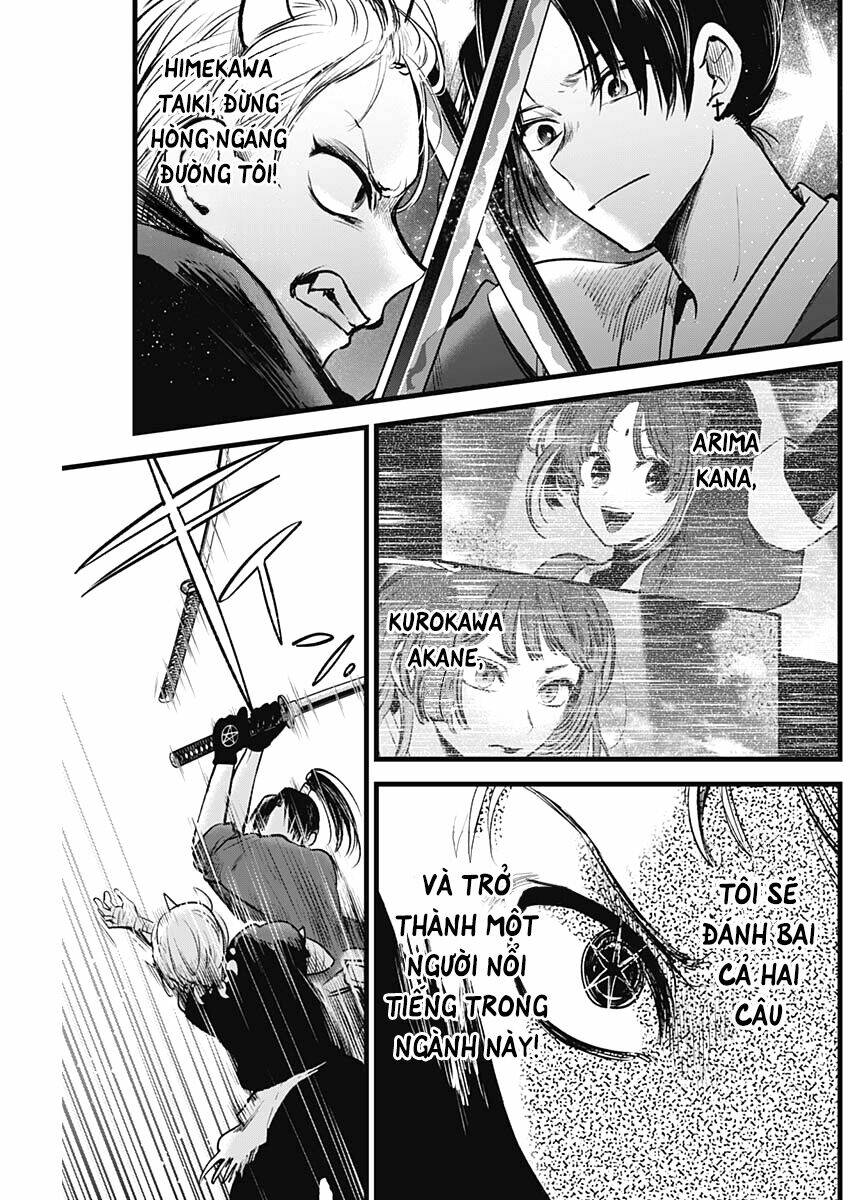 HIMEKAWA
TAIKI, ĐỪNG
HÒNG NGÁNG
ĐƯỜNG TÔI!
ARIMA
KANA,
KUROKAWA
AKANE,
TÔI SẼ
ĐÁNH BẠI
CẢ HAI
CẬU
VÀ TRỞ
THÀNH MỘT
NGƯỜI NỔI
TIẾNG TRONG
NGÀNH NÀY!